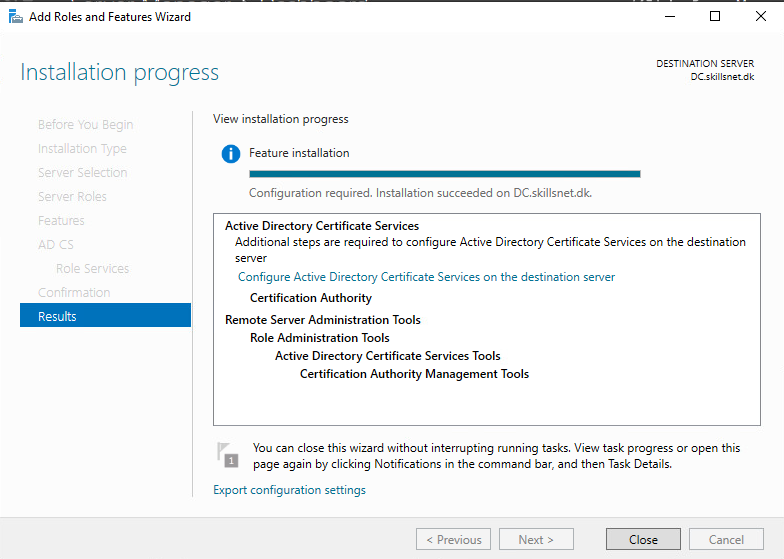 Add Roles and Features Wizard
Installation progress
DESTINATION SERVER
DC.skillsnet.dk
Before You Begin
Installation Type
Server Selection
Server Roles
Features
AD CS
Role Services
Confirmation
Results
View installation progress
Feature installation
Configuration required. Installation succeeded on DC.skillsnet.dk.
Active Directory Certificate Services
Additional steps are required to configure Active Directory Certificate Services on the destination
server
Configure Active Directory Certificate Services on the destination server
Certification Authority
Remote Server Administration Tools
Role Administration Tools
Active Directory Certificate Services Tools
Certification Authority Management Tools
1
You can close this wizard without interrupting running tasks. View task progress or open this
page again by clicking Notifications in the command bar, and then Task Details.
Export configuration settings
< Previous
Next >
Close
Cancel